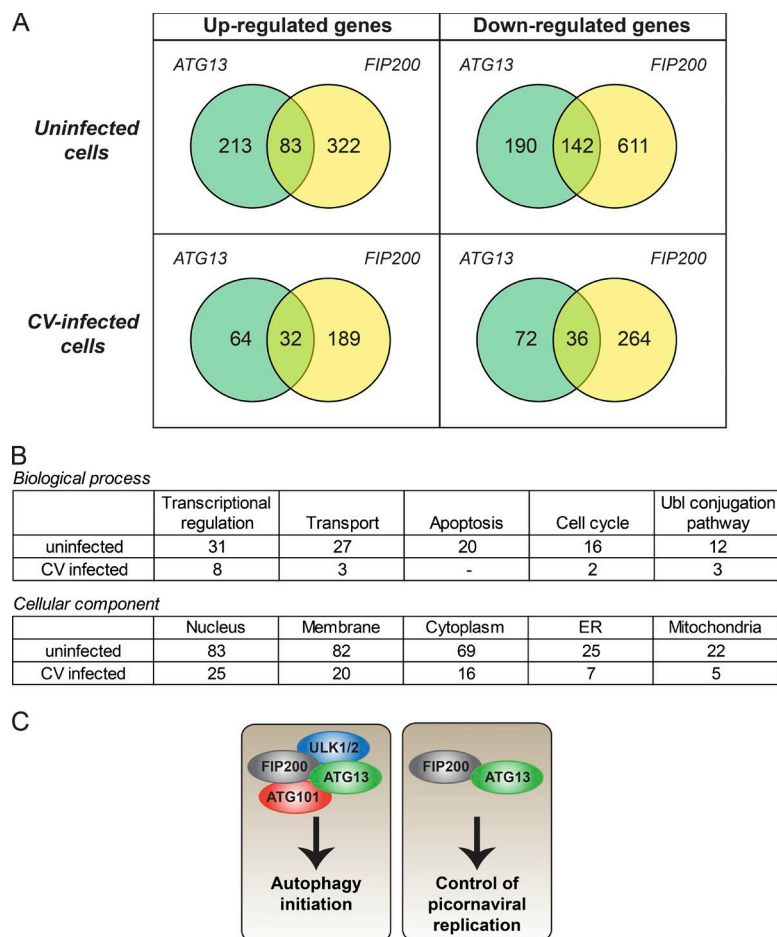 A
Up-regulated genes Down-regulated genes
ATG13 FIP200 ATG13 FIP200
Uninfected
cells
213 83 322 190 142 611
ATG13 FIP200 ATG13 FIP200
CV-infected
cells
64 32 189 72 36 264
B
Biological process
Transcriptional regulation Transport Apoptosis Cell cycle Ubl conjugation pathway
uninfected 31 27 20 16 12
CV infected 8 3 - 2 3
Cellular component
Nucleus Membrane Cytoplasm ER Mitochondria
uninfected 83 82 69 25 22
CV infected 25 20 16 7 5
C
ULK1/2
FIP200
ATG13
ATG101
Autophagy
initiation
FIP200
ATG13
Control of
picornaviral
replication